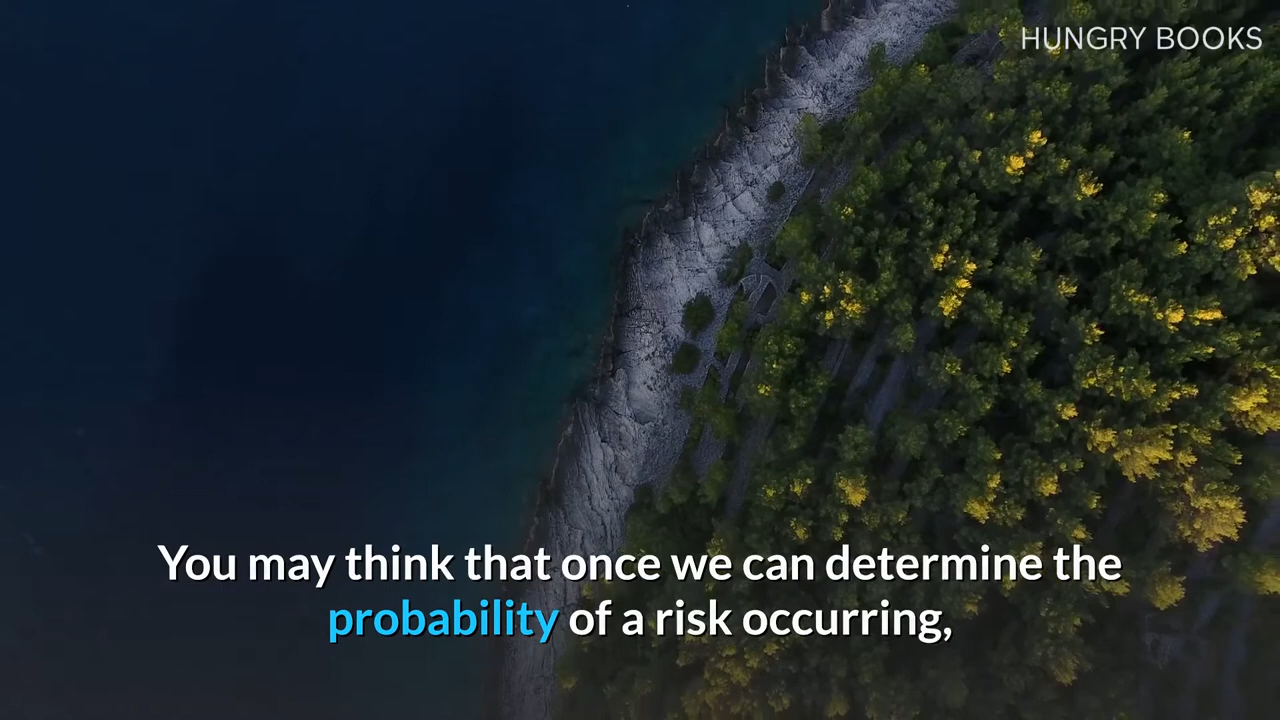 HUNGRY BOOKS
You may think that once we can determine the
probability of a risk occurring,